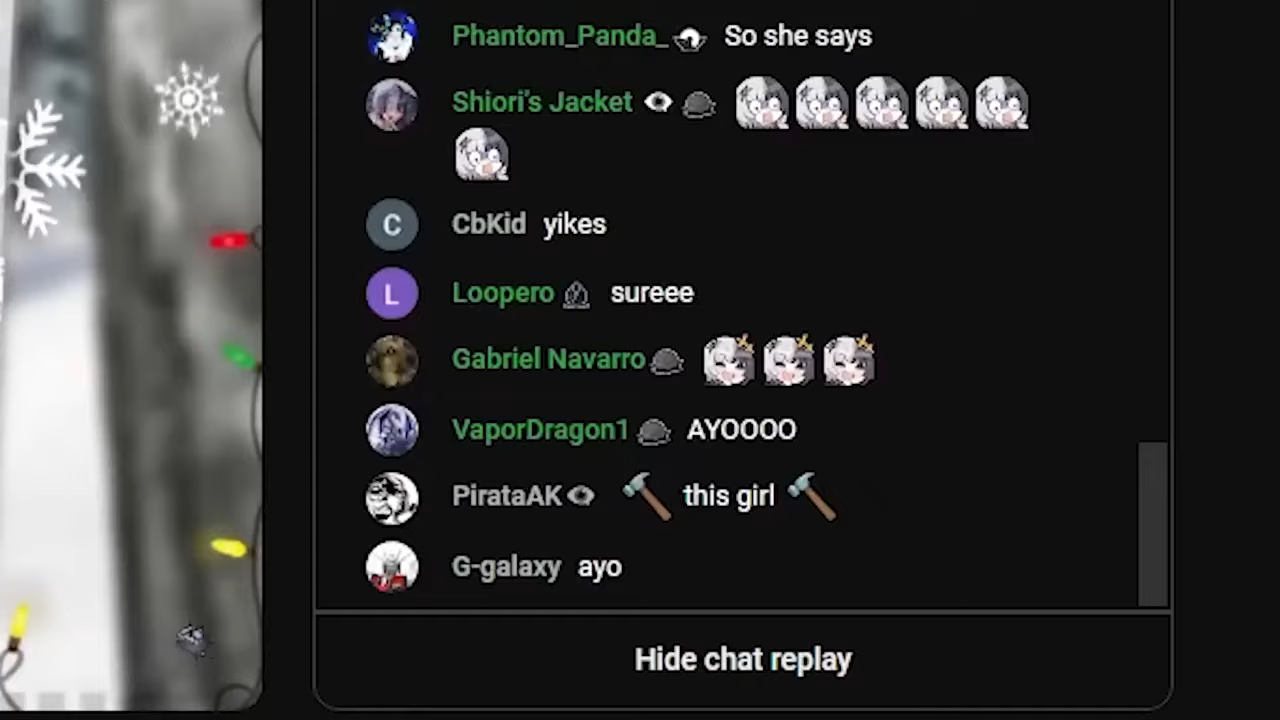 Phantom_Panda_ So she says
Shiori's Jacket
C CbKid yikes
L Loopero sureee
Gabriel Navarro
VaporDragon1 AYOOOO
PirataAK this girl
G-galaxy ayo
Hide chat replay